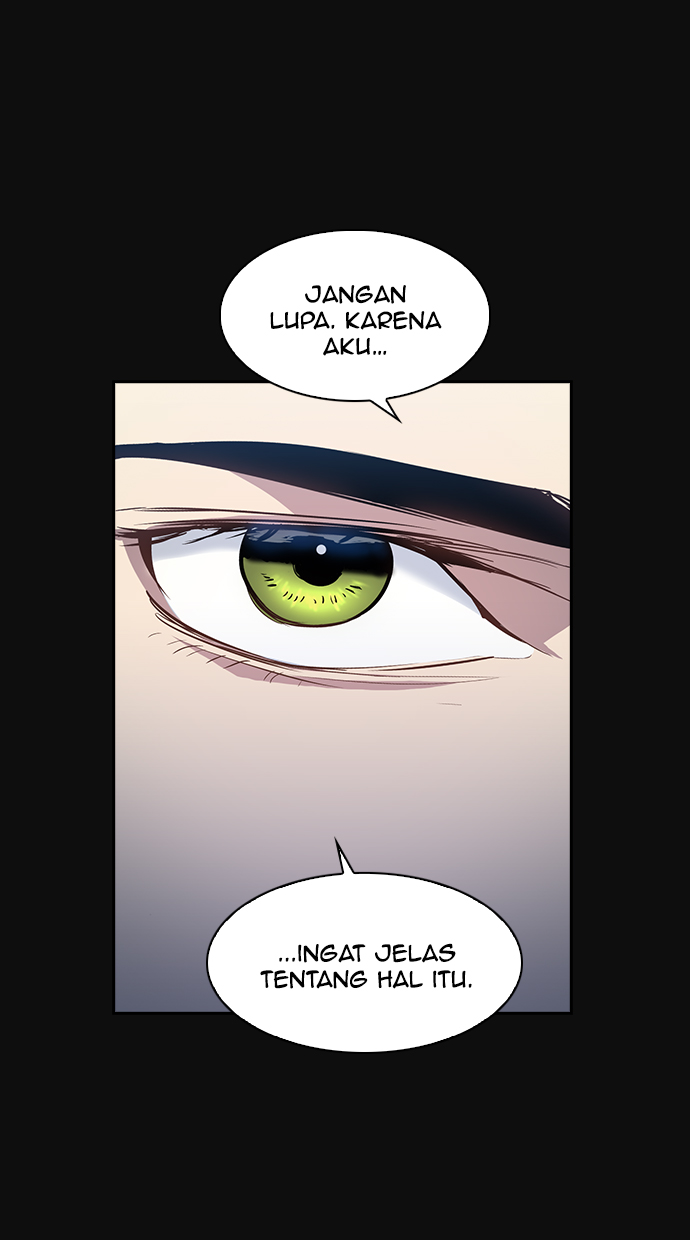 JANGAN
LUPA. KARENA
AKU...
...INGAT JELAS
TENTANG HAL ITU.